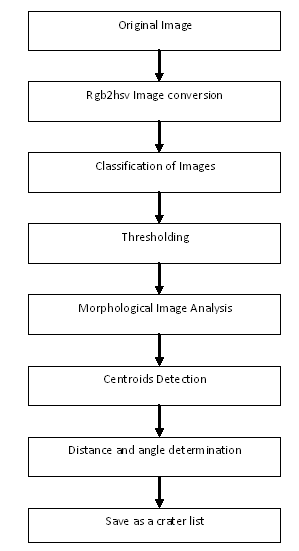 Original Image
Rgb2hsv Image conversion
Classification of Images
Thresholding
Morphological Image Analysis
Centroids Detection
Distance and angle determination
Save as a crater list